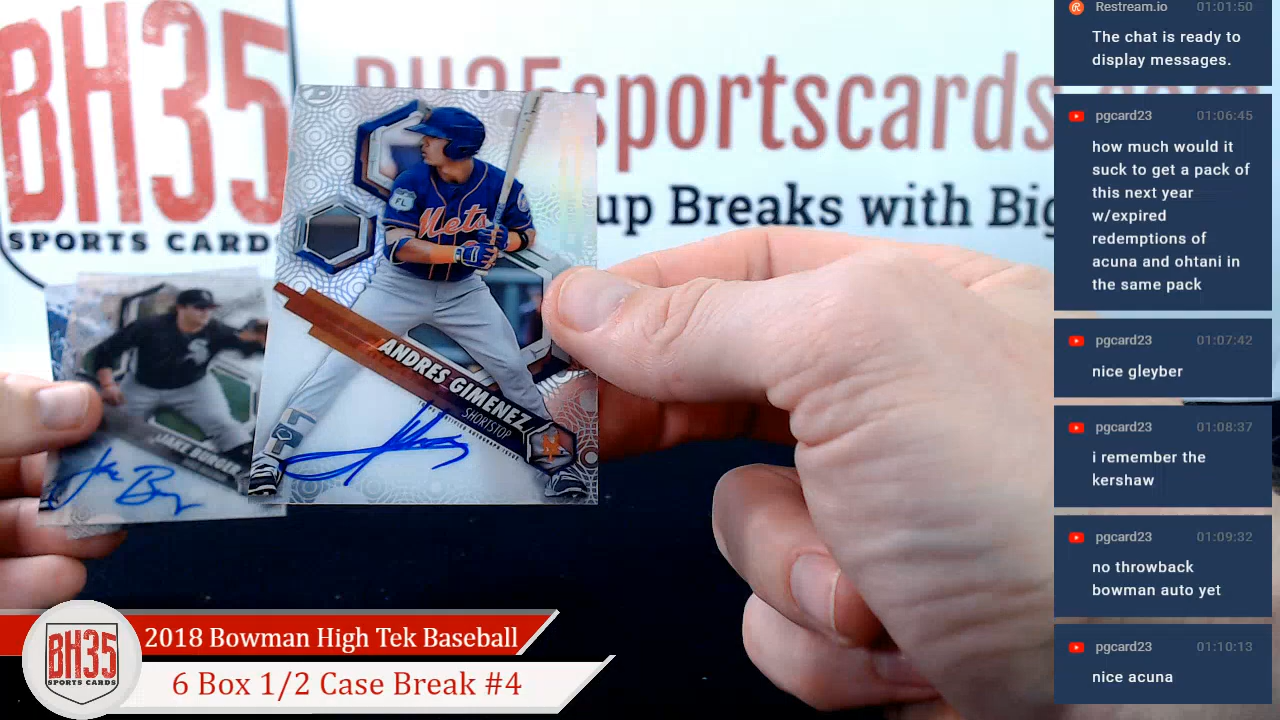 BH35
SPORTS CARDS
BH35sportscards.com
up Breaks with Big
FL
Mets
ANDRES GIMENEZ
SHORTSTOP
TOPPS CERTIFIED AUTOGRAPH ISSUE
JAKE BURGER
BH35
SPORTS CARDS
2018 Bowman High Tek Baseball
6 Box 1/2 Case Break #4
Restream.io 01:01:50
The chat is ready to
display messages.
pgcard23 01:06:45
how much would it
suck to get a pack of
this next year
w/expired
redemptions of
acuna and ohtani in
the same pack
pgcard23 01:07:42
nice gleyber
pgcard23 01:08:37
i remember the
kershaw
pgcard23 01:09:32
no throwback
bowman auto yet
pgcard23 01:10:13
nice acuna